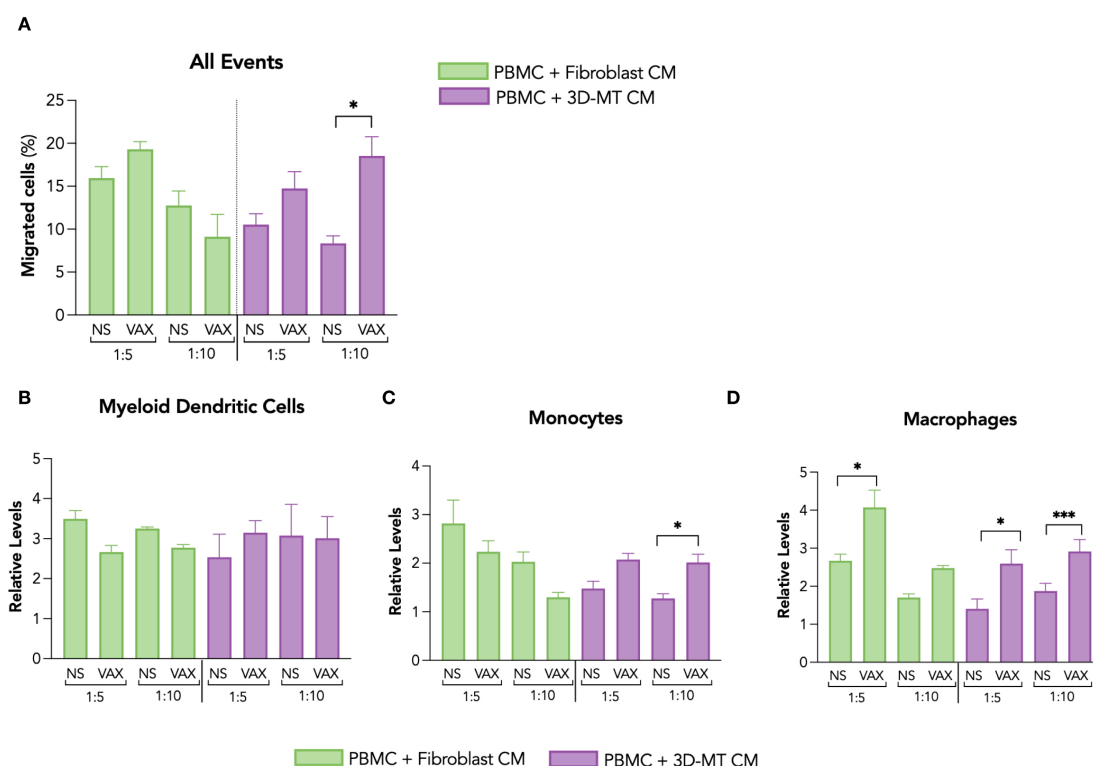 A
All Events
PBMC + Fibroblast CM
PBMC + 3D-MT CM
Migrated cells (%)
25
20
15
10
5
0
*
NS VAX NS VAX NS VAX NS VAX
1:5 1:10 1:5 1:10
B
Myeloid Dendritic Cells
Relative Levels
5
4
3
2
1
0
NS VAX NS VAX NS VAX NS VAX
1:5 1:10 1:5 1:10
C
Monocytes
Relative Levels
4
3
2
1
0
*
NS VAX NS VAX NS VAX NS VAX
1:5 1:10 1:5 1:10
D
Macrophages
Relative Levels
5
4
3
2
1
0
* * ***
NS VAX NS VAX NS VAX NS VAX
1:5 1:10 1:5 1:10
PBMC + Fibroblast CM PBMC + 3D-MT CM